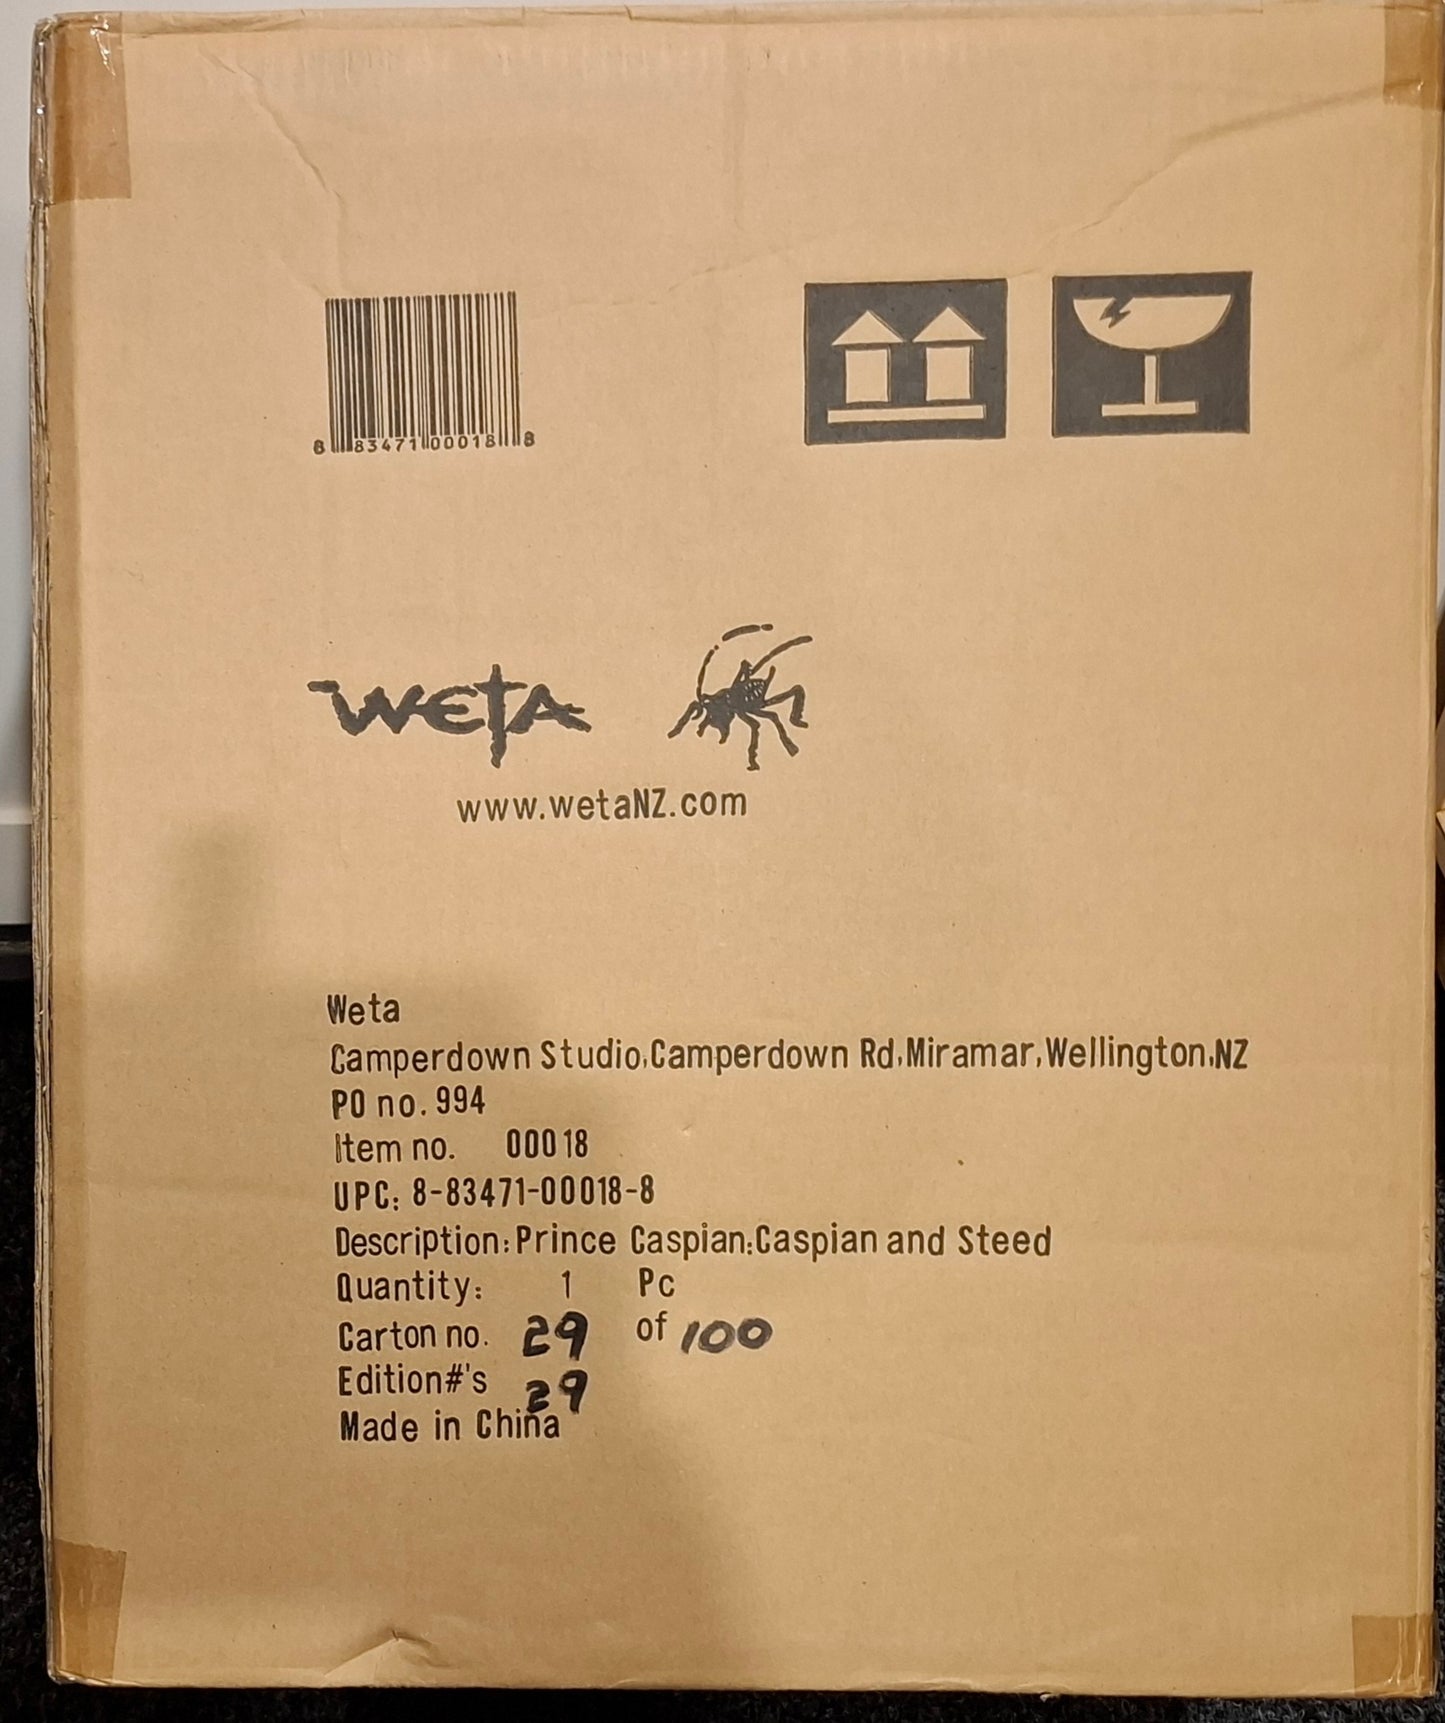 8 83471 00018 8
WETA
www.wetaNZ.com
Weta
Camperdown Studio,Camperdown Rd,Miramar,Wellington,NZ
PO no. 994
Item no. 00018
UPC: 8-83471-00018-8
Description:Prince Caspian:Caspian and Steed
Quantity: 1 Pc
Carton no. 29 of 100
Edition#'s 29
Made in China